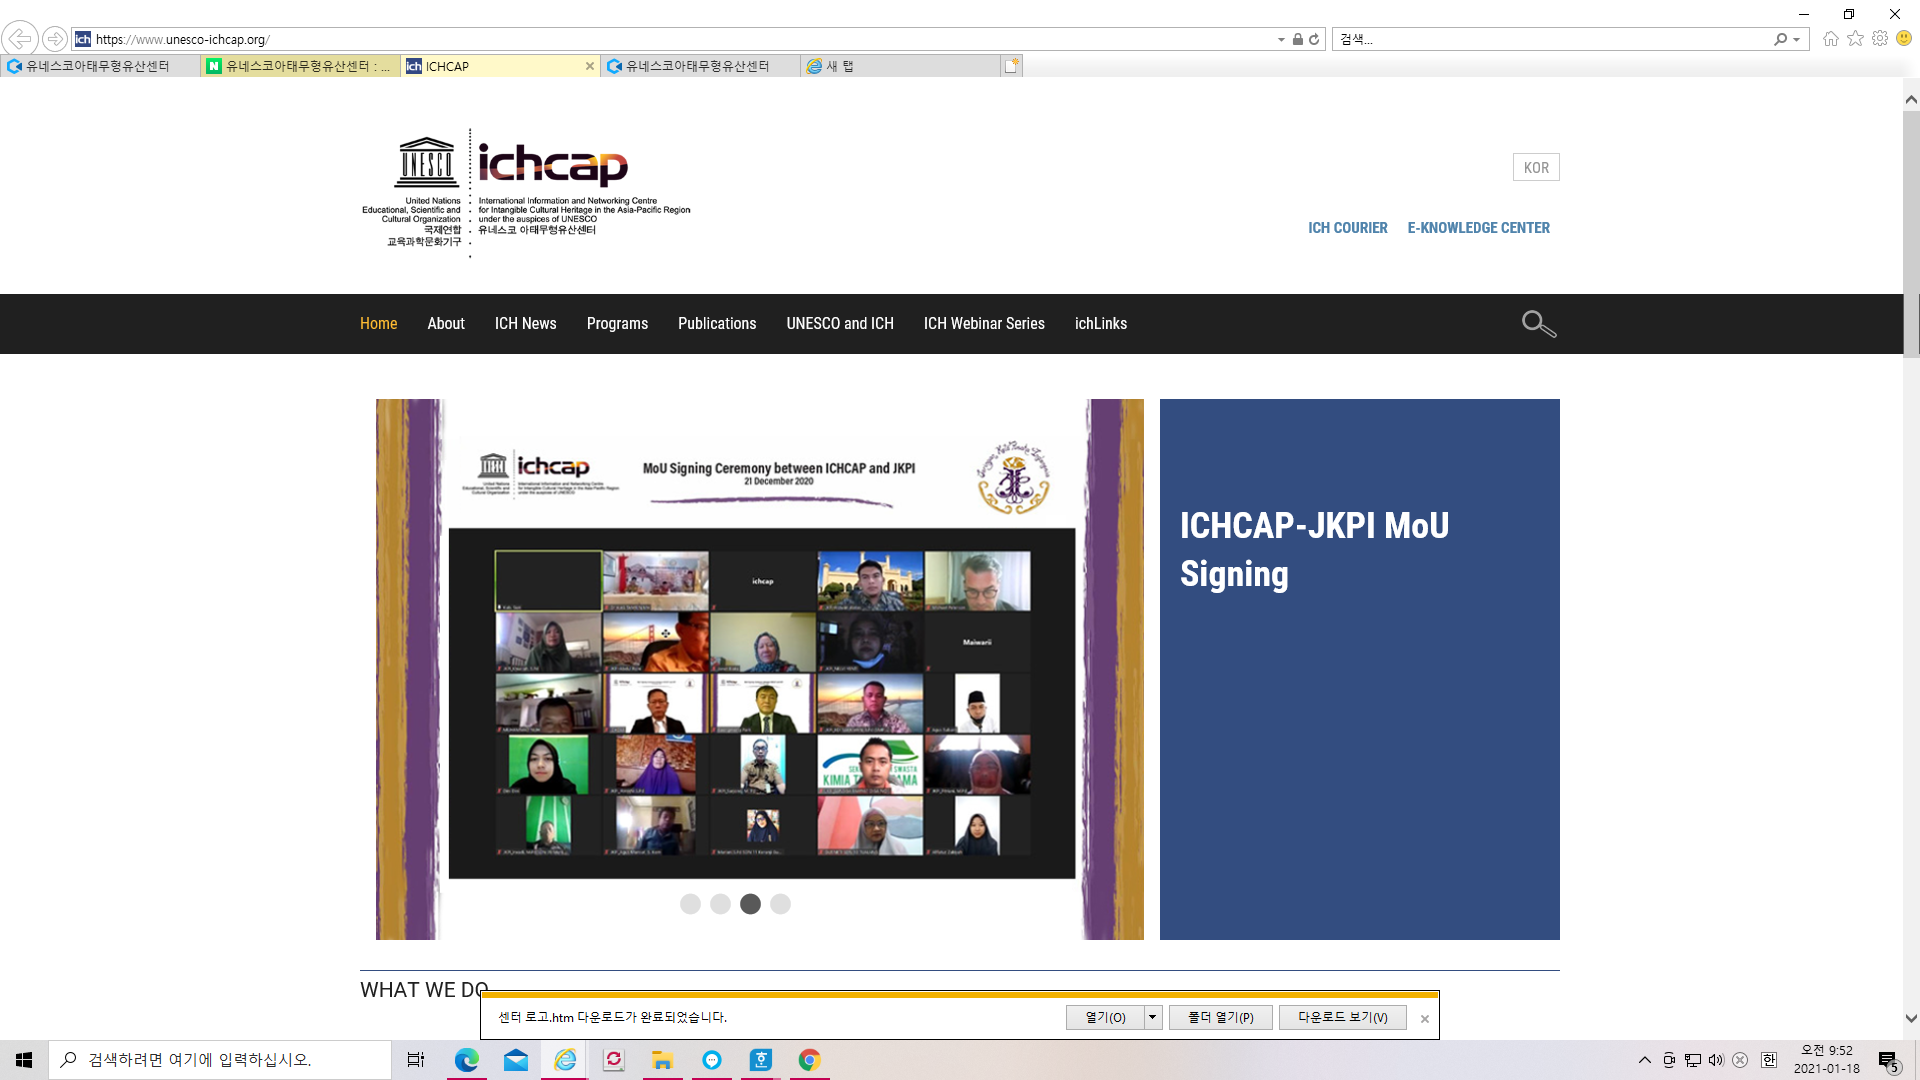 https://www.unesco-ichcap.org/
검색...
유네스코아태무형유산센터
유네스코아태무형유산센터 : ...
ICHCAP
유네스코아태무형유산센터
새 탭
UNESCO
ichcap
United Nations
Educational, Scientific and
Cultural Organization
국제연합
교육과학문화기구
International Information and Networking Centre
for Intangible Cultural Heritage in the Asia-Pacific Region
under the auspices of UNESCO
유네스코 아태무형유산센터
KOR
ICH COURIER
E-KNOWLEDGE CENTER
Home
About
ICH News
Programs
Publications
UNESCO and ICH
ICH Webinar Series
ichLinks
ichcap
MoU Signing Ceremony between ICHCAP and JKPI
21 December 2020
ichcap
Maiwarii
ICHCAP-JKPI MoU
Signing
WHAT WE DO
센터 로고.htm 다운로드가 완료되었습니다.
열기(O)
폴더 열기(P)
다운로드 보기(V)
검색하려면 여기에 입력하십시오.
한
오전 9:52
2021-01-18
5